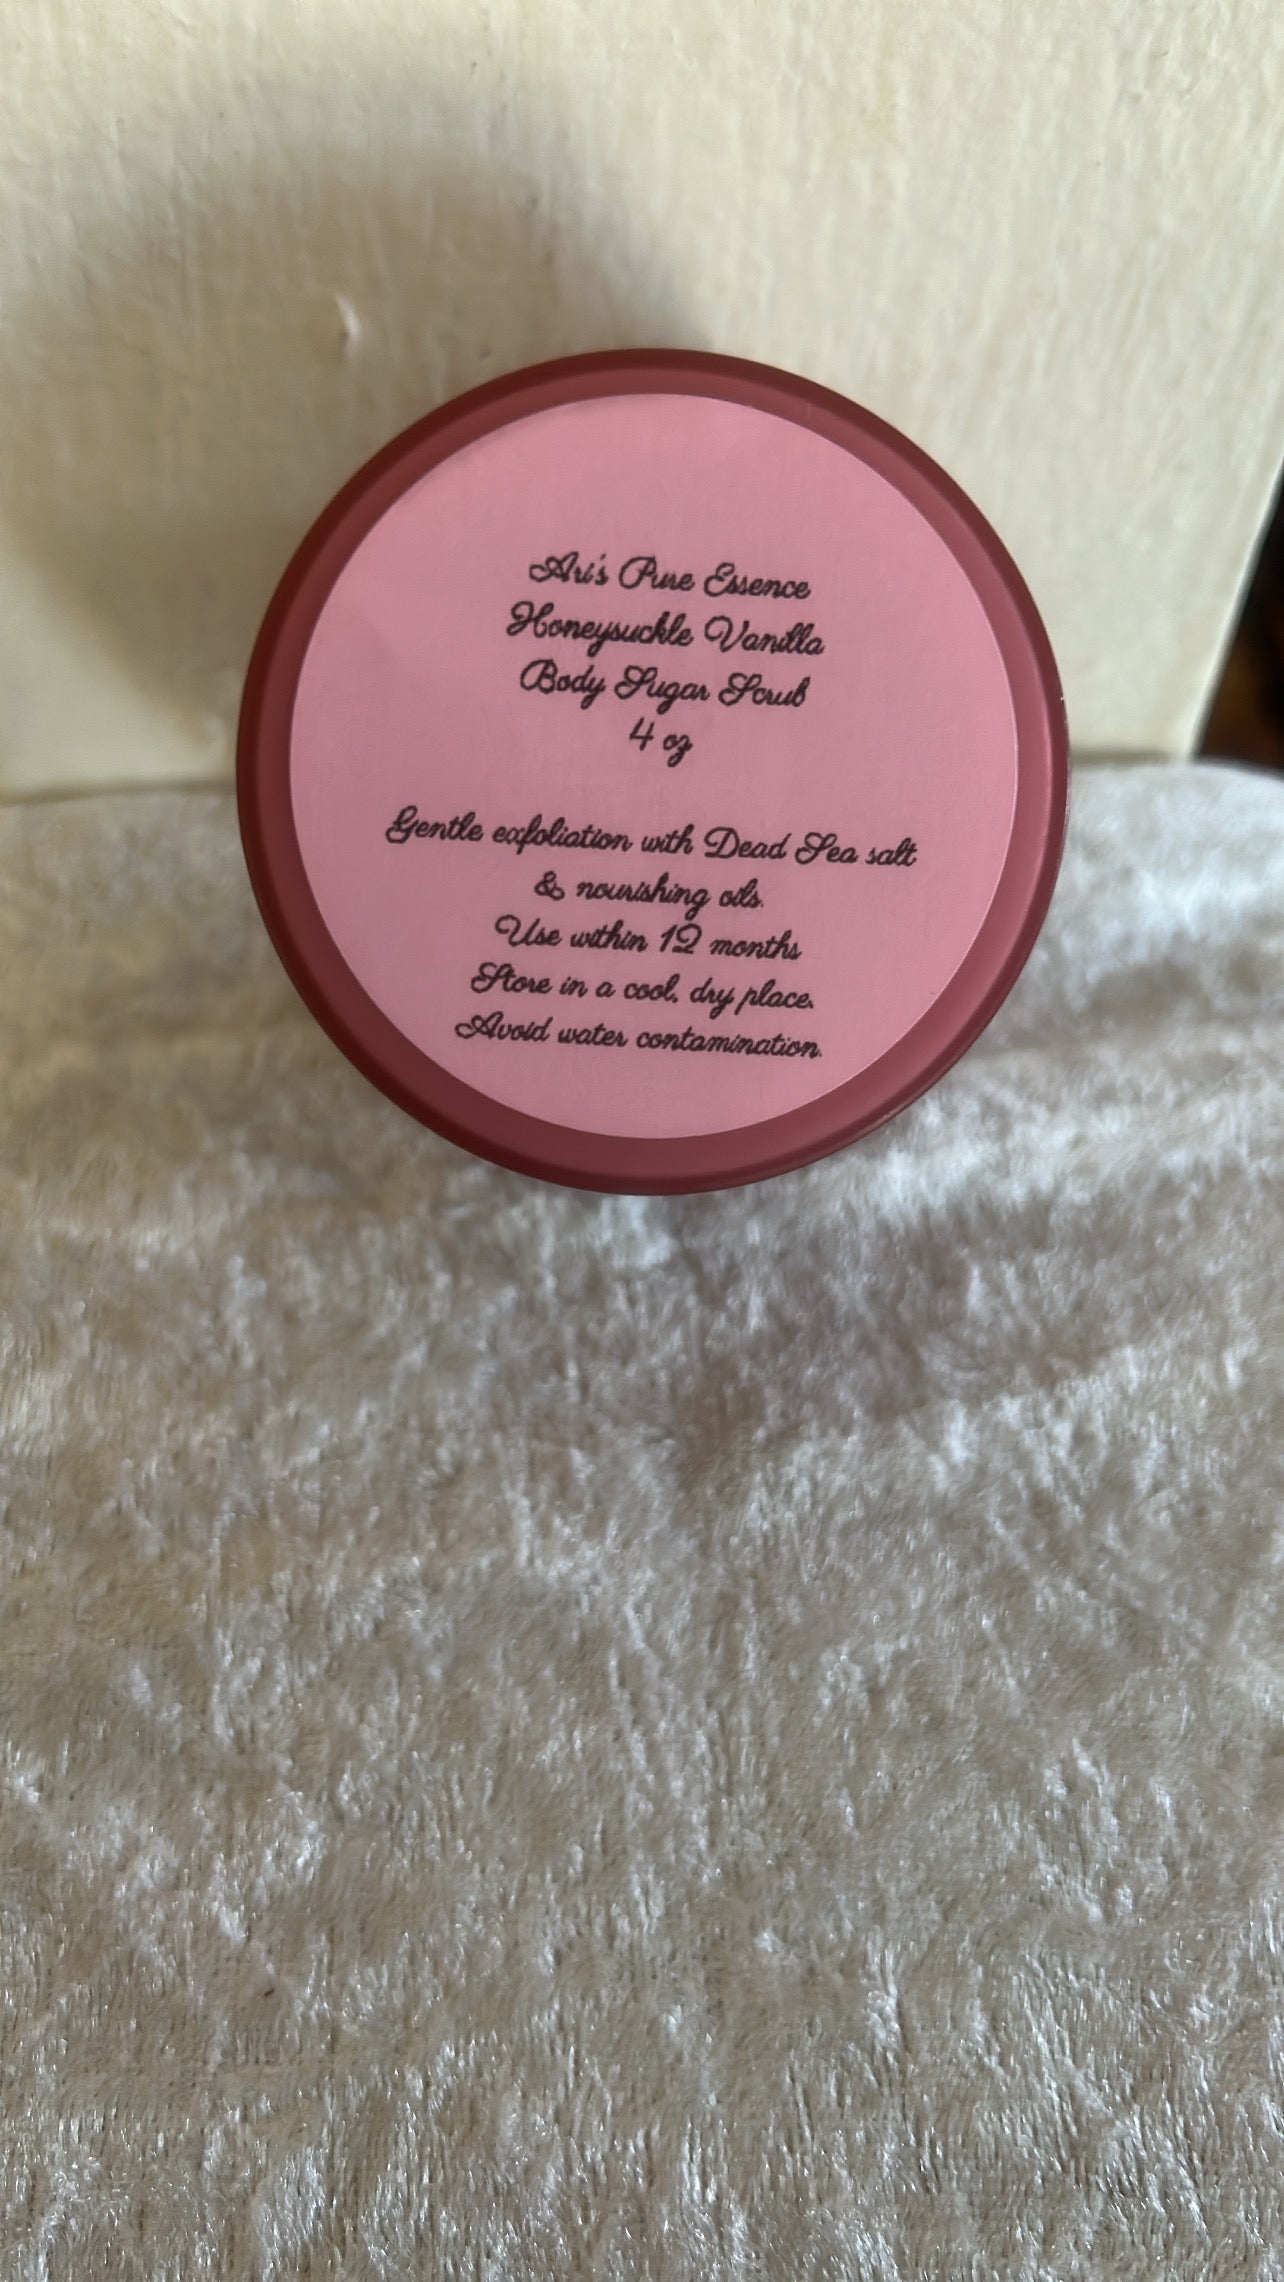 Ari's Pure Essence
Honeysuckle Vanilla
Body Sugar Scrub
4 oz
Gentle exfoliation with Dead Sea salt
& nourishing oils.
Use within 12 months
Store in a cool, dry place.
Avoid water contamination.